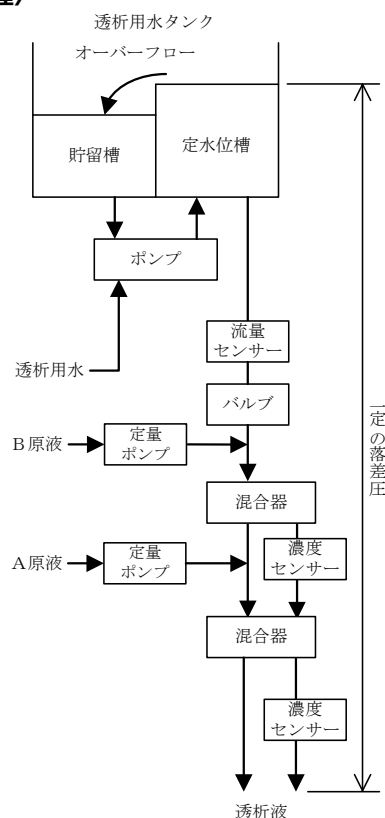 透析用水タンク
オーバーフロー
貯留槽
定水位槽
ポンプ
透析用水
流量
センサー
バルブ
B原液
定量
ポンプ
混合器
A原液
定量
ポンプ
濃度
センサー
混合器
濃度
センサー
透析液
一定の落差圧